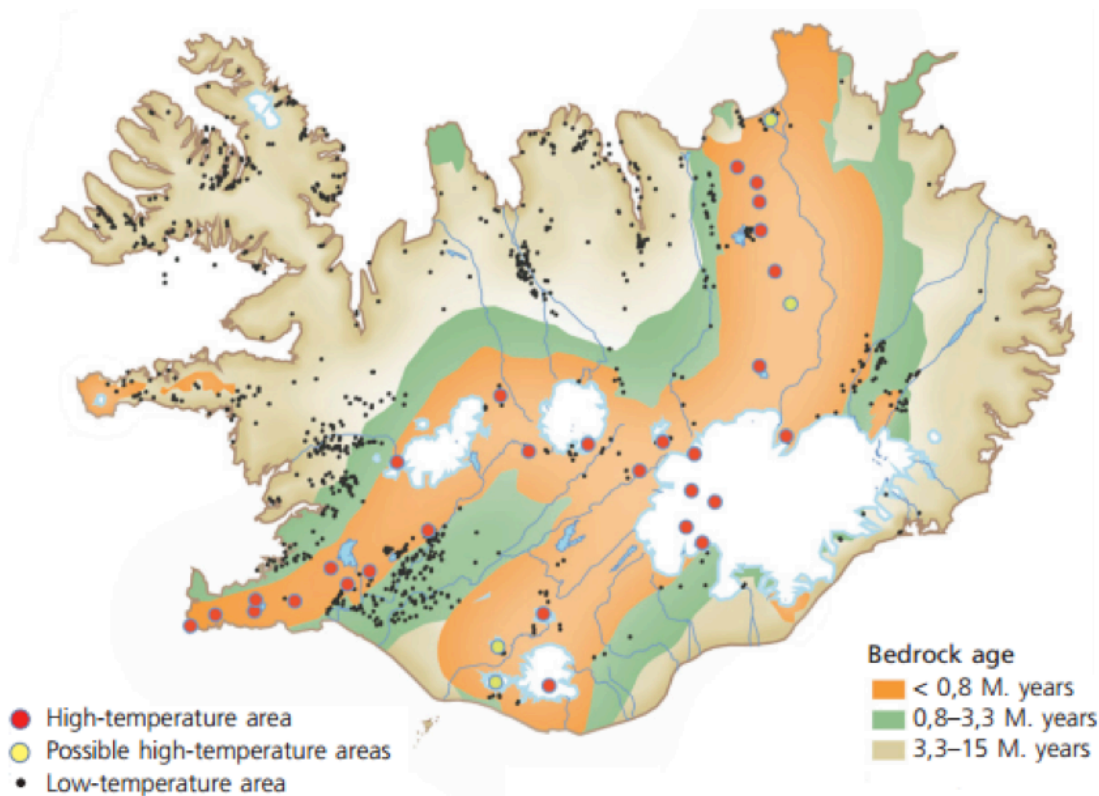 Bedrock age
< 0,8 M. years
0,8–3,3 M. years
3,3–15 M. years
High-temperature area
Possible high-temperature areas
Low-temperature area